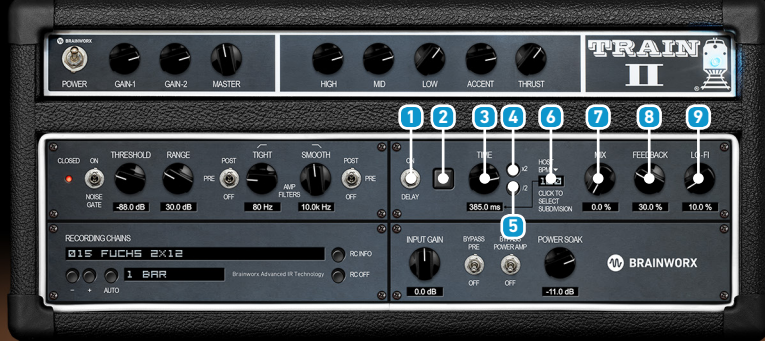 BRAINWORX
POWER GAIN-1 GAIN-2 MASTER HIGH MID LOW ACCENT THRUST
TRAIN
II
®
1 2 3 4 6 7 8 9
CLOSED ON THRESHOLD RANGE POST TIGHT SMOOTH POST
PRE PRE
NOISE GATE OFF AMP FILTERS OFF
-88.0 dB 30.0 dB 80 Hz 10.0k Hz
ON TIME x2 HOST BPM MIX FEEDBACK LO-FI
DELAY /2 CLICK TO SELECT SUBDIVISION
385.0 ms 0.0 % 30.0 % 10.0 %
5
RECORDING CHAINS
015 FUCHS 2X12 RC INFO
1 BAR Brainworx Advanced IR Technology RC OFF
- + AUTO
INPUT GAIN BYPASS PRE BYPASS POWER AMP POWER SOAK
BRAINWORX
0.0 dB OFF OFF -11.0 dB